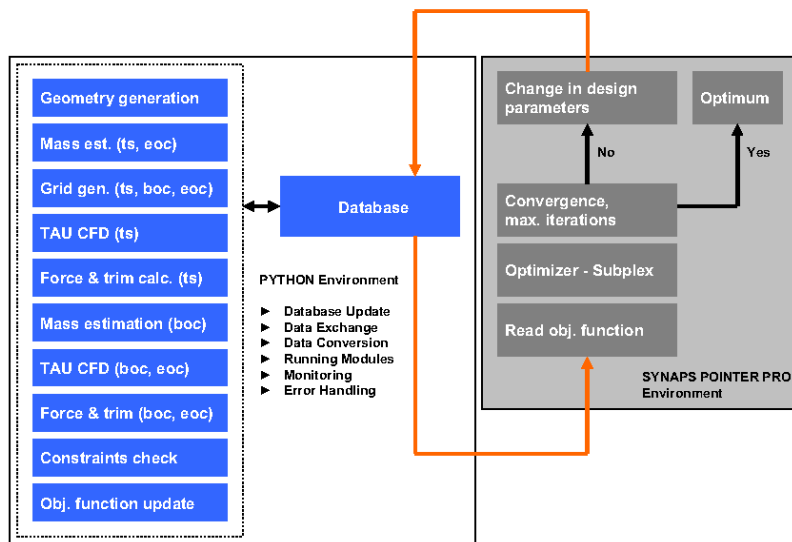 Geometry generation
Mass est. (ts, eoc)
Grid gen. (ts, boc, eoc)
TAU CFD (ts)
Force & trim calc. (ts)
Mass estimation (boc)
TAU CFD (boc, eoc)
Force & trim (boc, eoc)
Constraints check
Obj. function update
Database
PYTHON Environment
► Database Update
► Data Exchange
► Data Conversion
► Running Modules
► Monitoring
► Error Handling
Change in design
parameters
Optimum
No
Yes
Convergence,
max. iterations
Optimizer - Subplex
Read obj. function
SYNAPS POINTER PRO
Environment